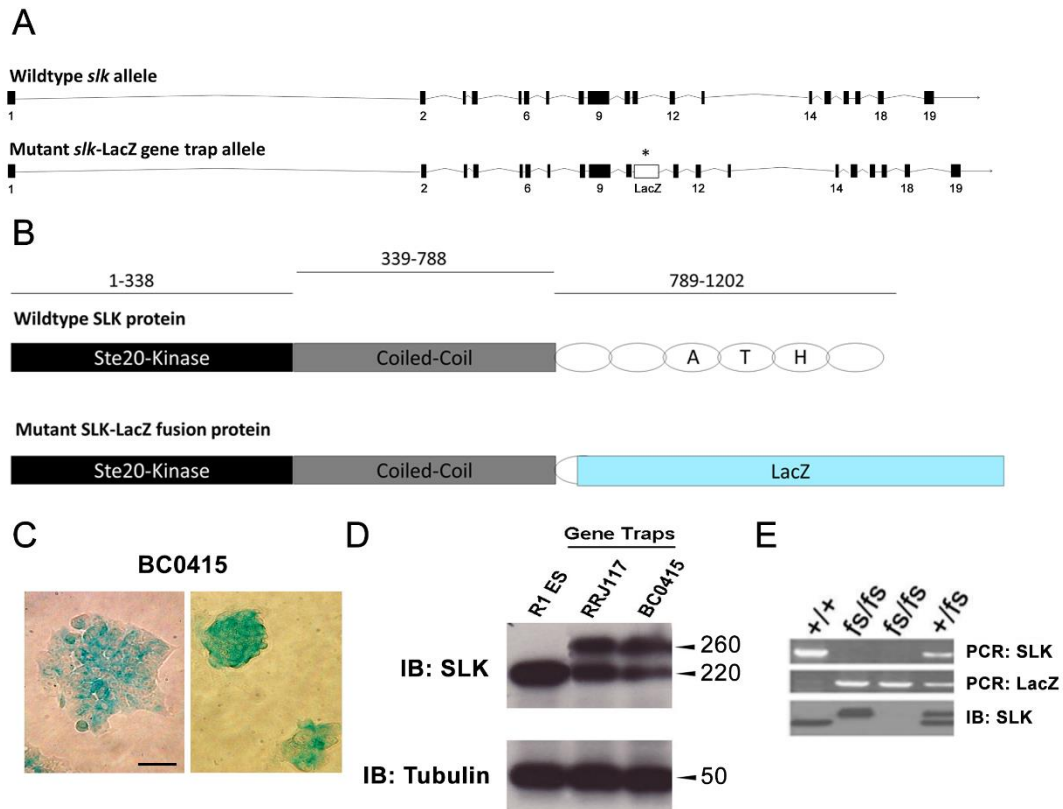 A
Wildtype slk allele
1 2 6 9 12 14 18 19
Mutant slk-LacZ gene trap allele
*
1 2 6 9 LacZ 12 14 18 19
B
1-338 339-788 789-1202
Wildtype SLK protein
Ste20-Kinase Coiled-Coil A T H
Mutant SLK-LacZ fusion protein
Ste20-Kinase Coiled-Coil LacZ
C
BC0415
D
Gene Traps
R1 ES RRJ117 BC0415
IB: SLK
260
220
IB: Tubulin
50
E
+/+ fs/fs fs/fs +/fs
PCR: SLK
PCR: LacZ
IB: SLK